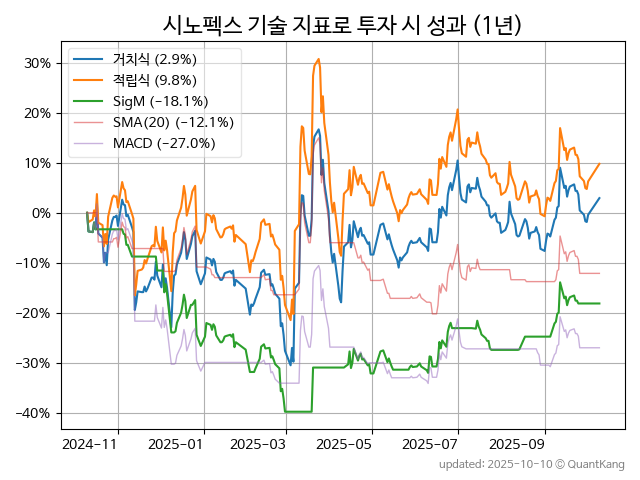 시노펙스 기술 지표로 투자 시 성과 (1년)
거치식 (2.9%)
적립식 (9.8%)
SigM (−18.1%)
SMA(20) (−12.1%)
MACD (−27.0%)
30%
20%
10%
0%
−10%
−20%
−30%
−40%
2024-11 2025-01 2025-03 2025-05 2025-07 2025-09
updated: 2025-10-10 © QuantKang